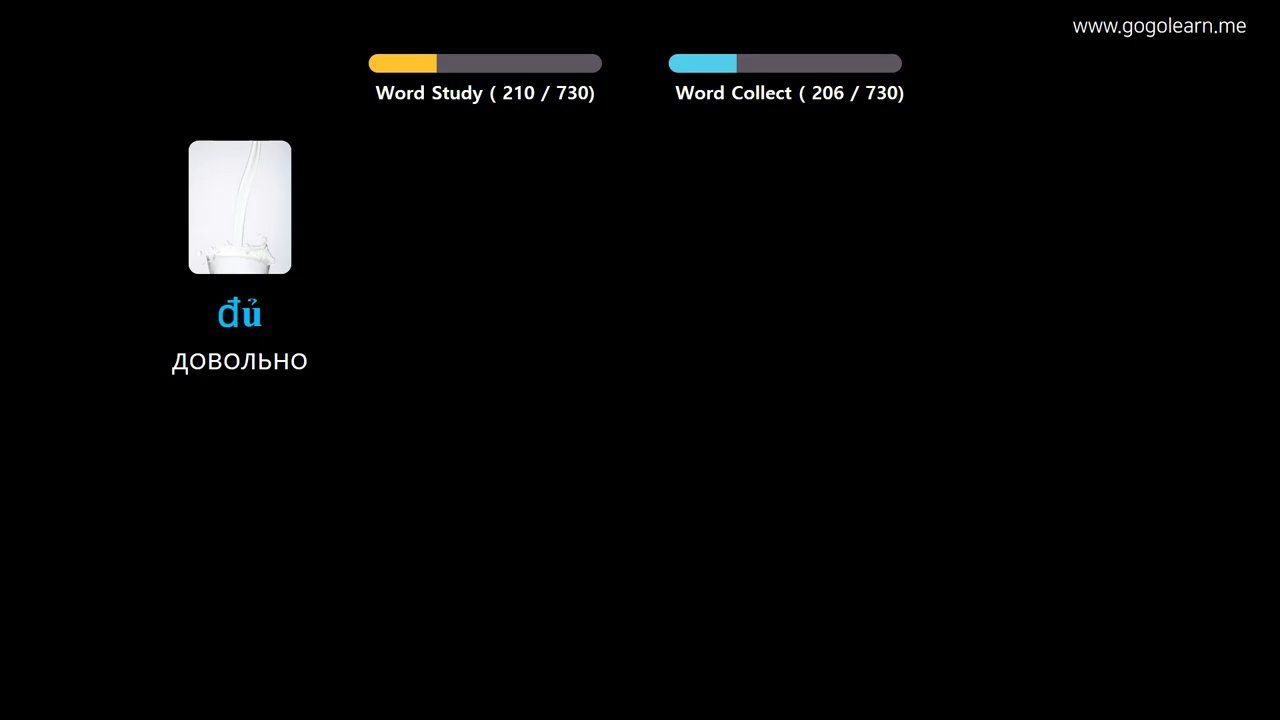 www.gogolearn.me
Word Study ( 210 / 730)
Word Collect ( 206 / 730)
đủ
ДОВОЛЬНО